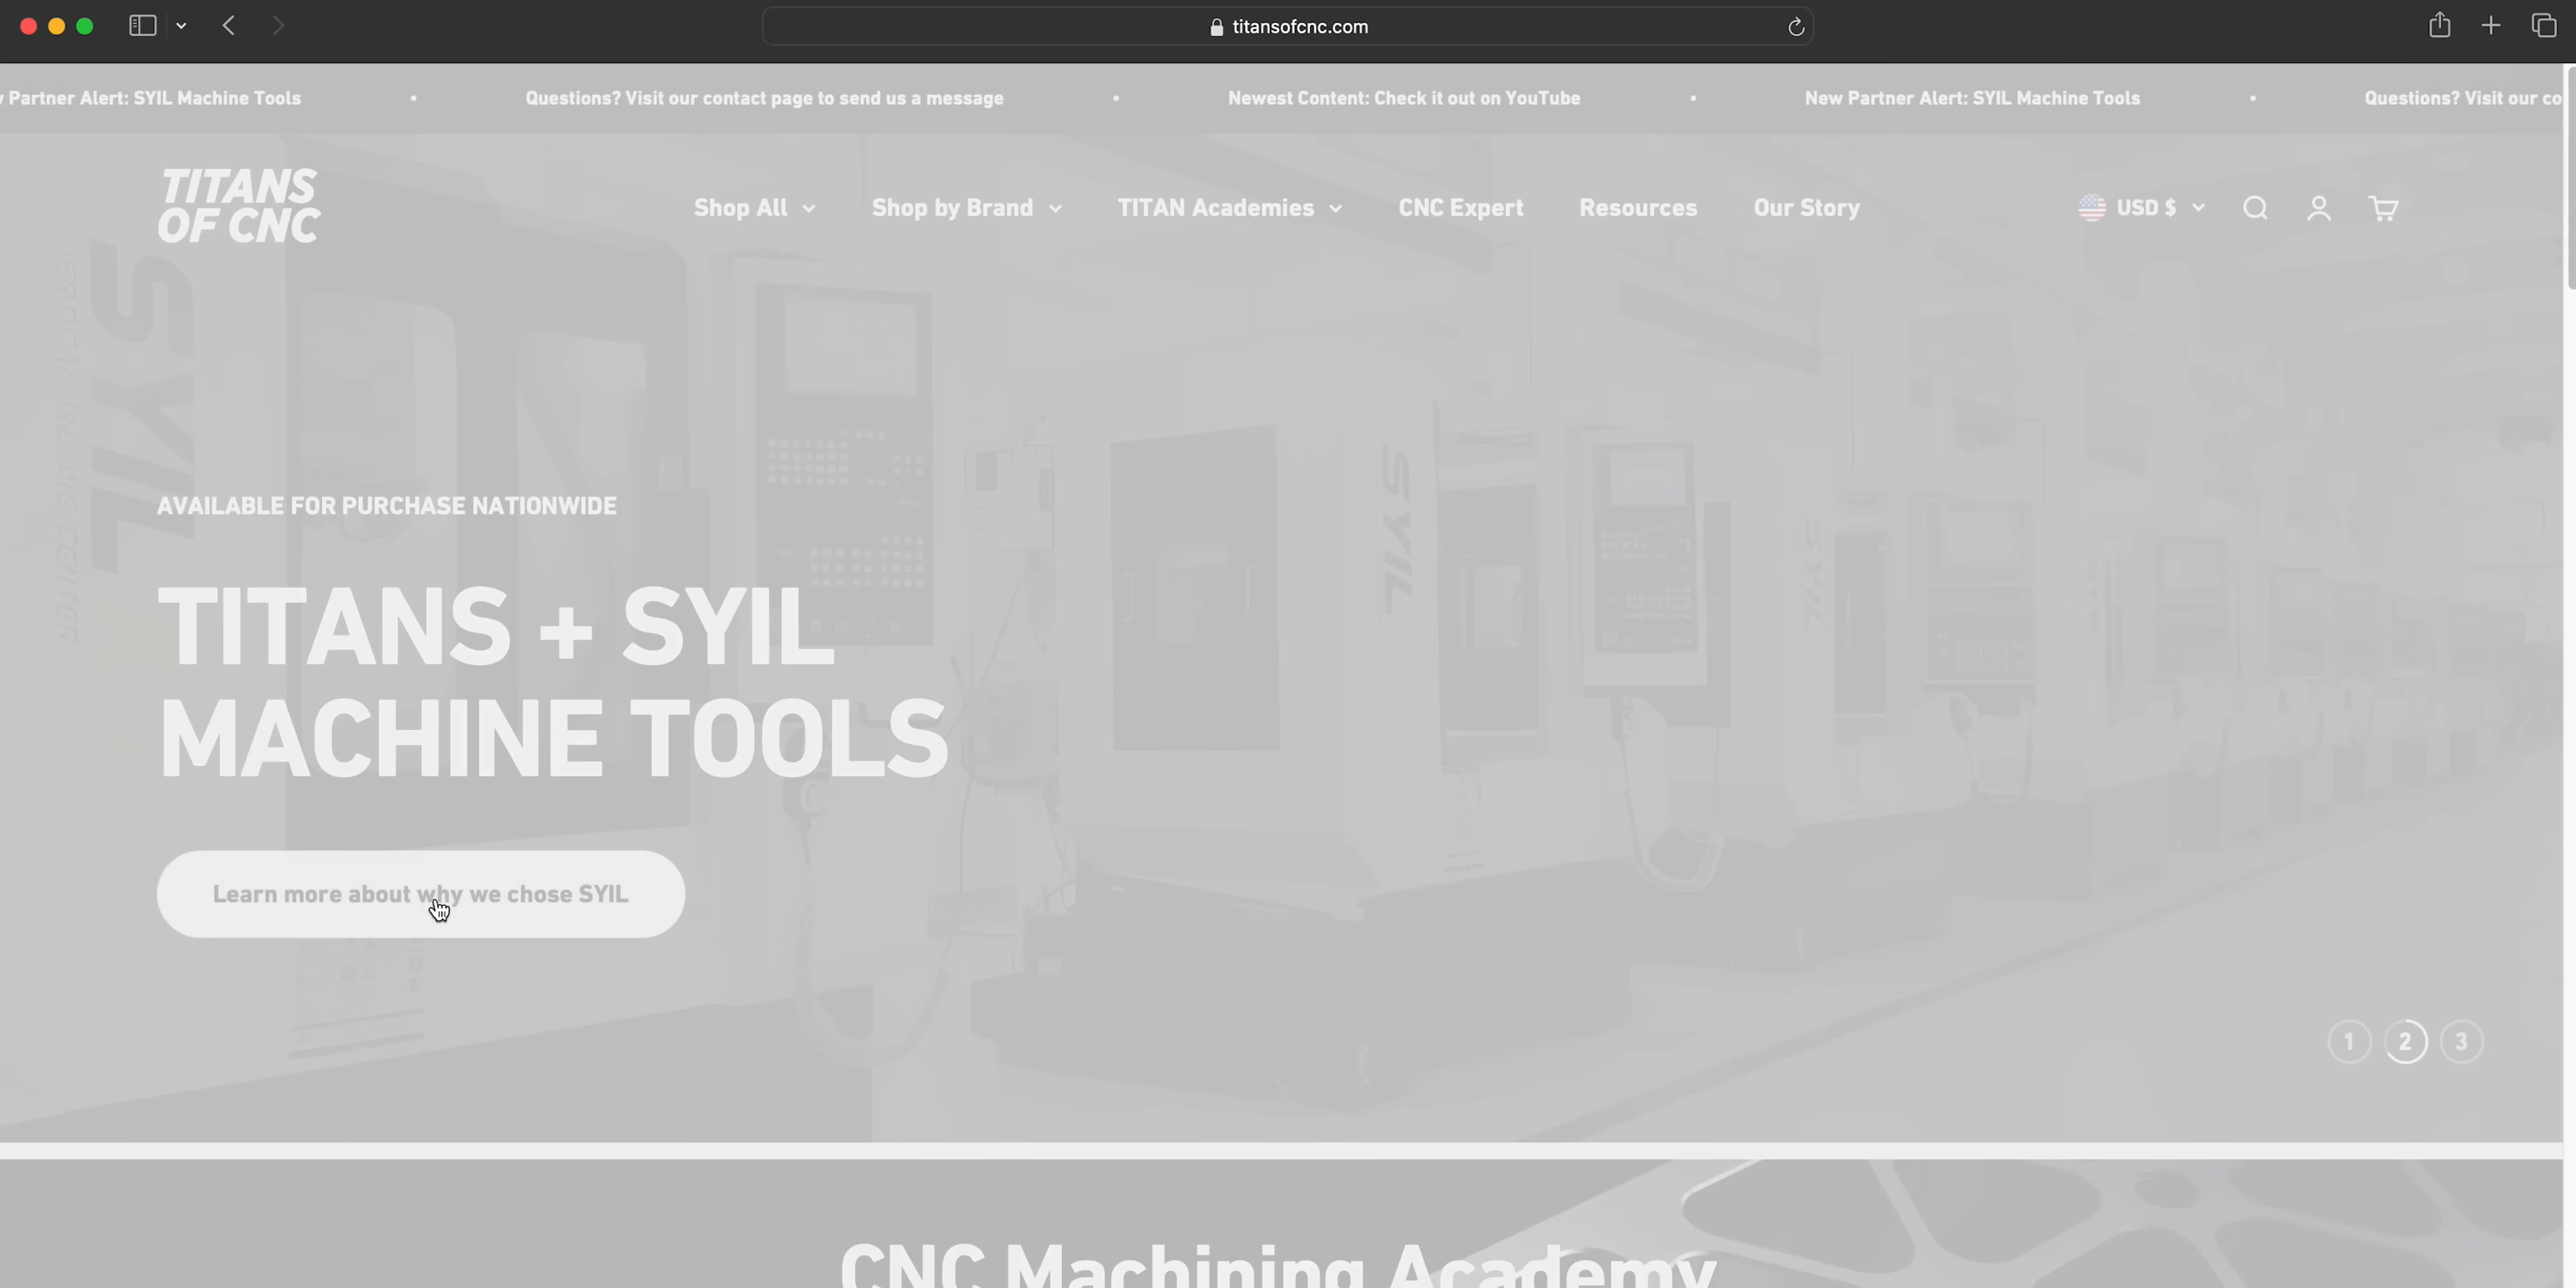 titansofcnc.com
Partner Alert: SYIL Machine Tools • Questions? Visit our contact page to send us a message • Newest Content: Check it out on YouTube • New Partner Alert: SYIL Machine Tools • Questions? Visit our co
TITANS
OF CNC
Shop All Shop by Brand TITAN Academies CNC Expert Resources Our Story USD $
SYIL
SYIL
SYIL
AVAILABLE FOR PURCHASE NATIONWIDE
TITANS + SYIL
MACHINE TOOLS
Learn more about why we chose SYIL
1 2 3
CNC Machining Academy